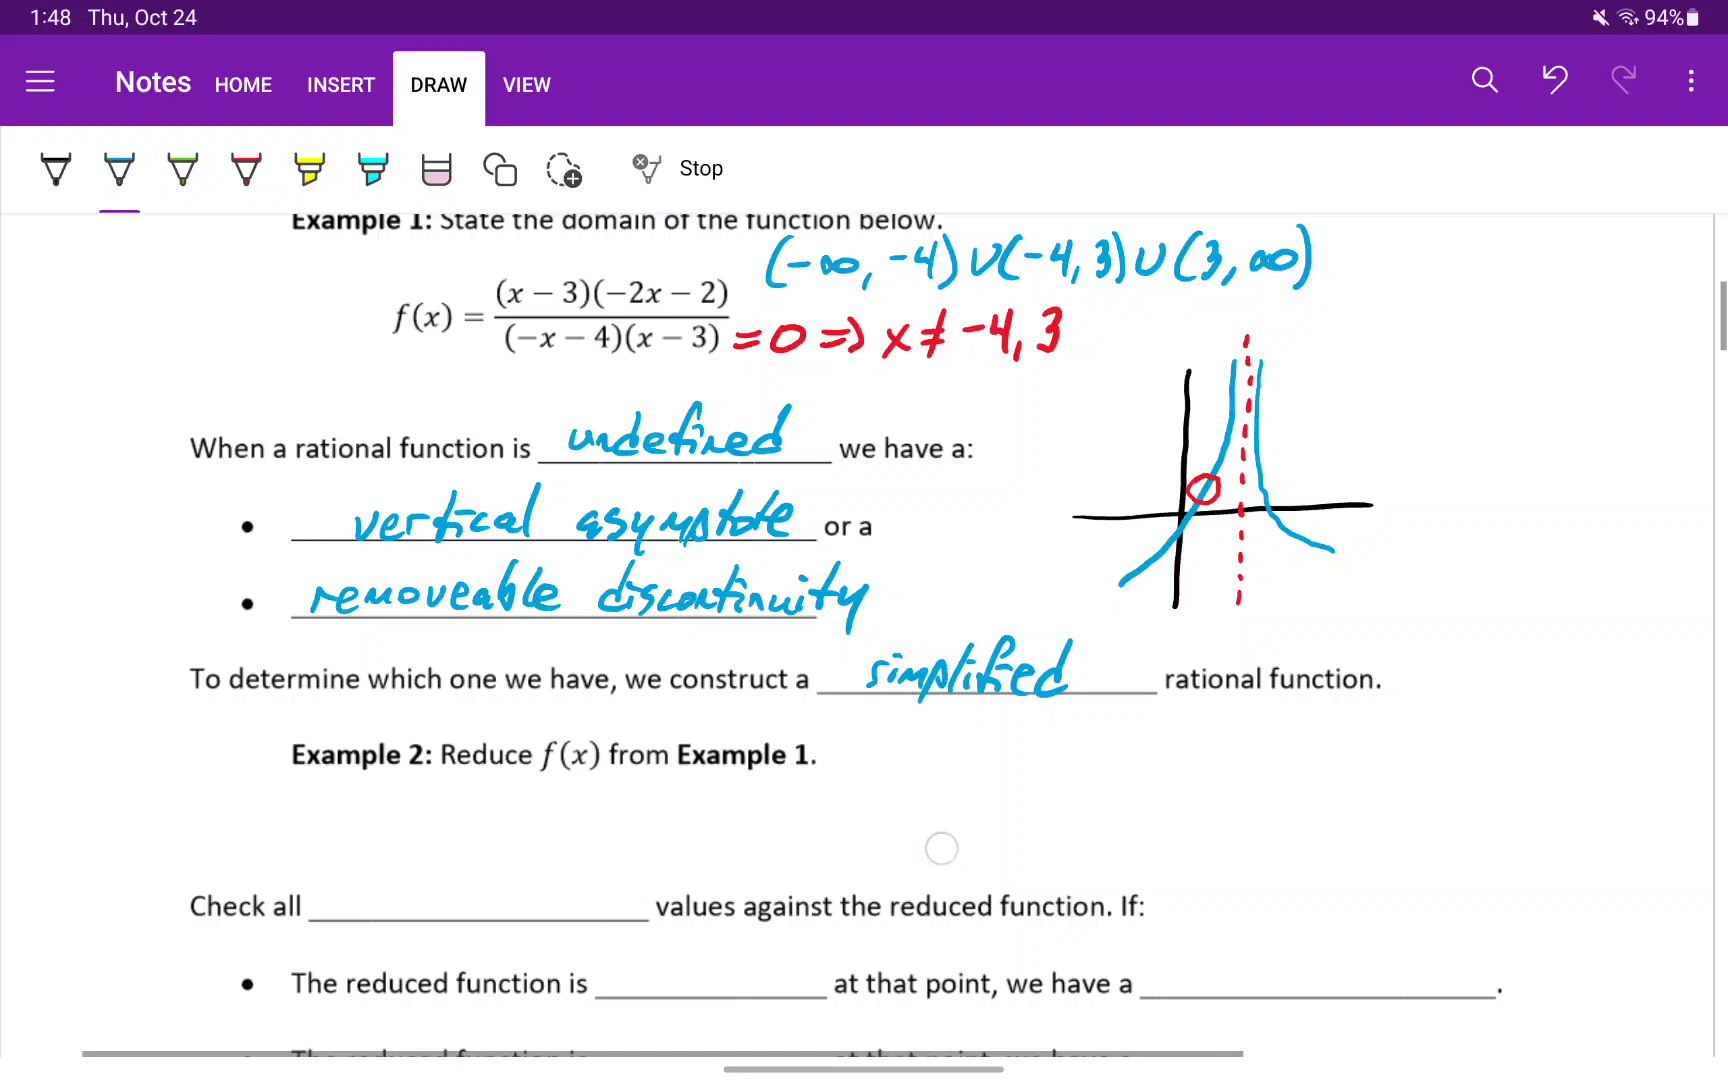 1:48 Thu, Oct 24 94%
Notes HOME INSERT DRAW VIEW
Stop
Example 1: State the domain of the function below.
(-∞, -4) ∪ (-4, 3) ∪ (3, ∞)
f(x) = (x − 3)(−2x − 2) / (−x − 4)(x − 3) = 0 ⇒ x ≠ -4, 3
When a rational function is undefined we have a:
• vertical asymptote or a
• removeable discontinuity
To determine which one we have, we construct a simplified rational function.
Example 2: Reduce f(x) from Example 1.
Check all ____ values against the reduced function. If:
• The reduced function is ____ at that point, we have a ____.